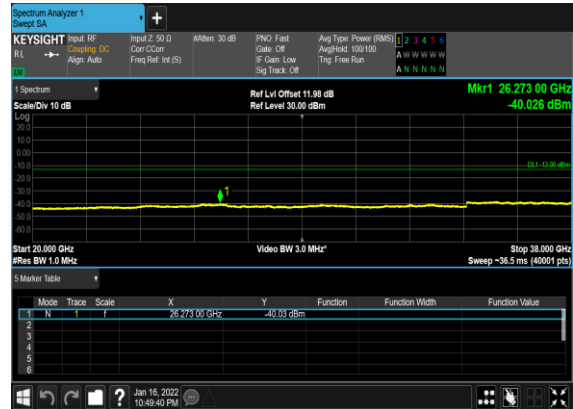 Spectrum Analyzer 1
Swept SA
KEYSIGHT Input: RF Input Z: 50 Ω #Atten: 30 dB PNO: Fast Avg Type: Power (RMS) 1 2 3 4 5 6
RL Coupling: DC Corr CCorr Gate: Off Avg|Hold: 100/100 A W W W W W
Align: Auto Freq Ref: Int (S) IF Gain: Low Trig: Free Run
Sig Track: Off A N N N N N
1 Spectrum Ref Lvl Offset 11.98 dB Mkr1 26.273 00 GHz
Scale/Div 10 dB Ref Level 30.00 dBm -40.026 dBm
Log
20.0
10.0
0.00
-10.0
DL1 -13.00 dBm
-20.0
-30.0
1
-40.0
-50.0
-60.0
Start 20.000 GHz Video BW 3.0 MHz* Stop 38.000 GHz
#Res BW 1.0 MHz Sweep ~36.5 ms (40001 pts)
5 Marker Table
Mode Trace Scale X Y Function Function Width Function Value
1 N 1 f 26.273 00 GHz -40.03 dBm
2
3
4
5
6
Jan 16, 2022
10:49:40 PM